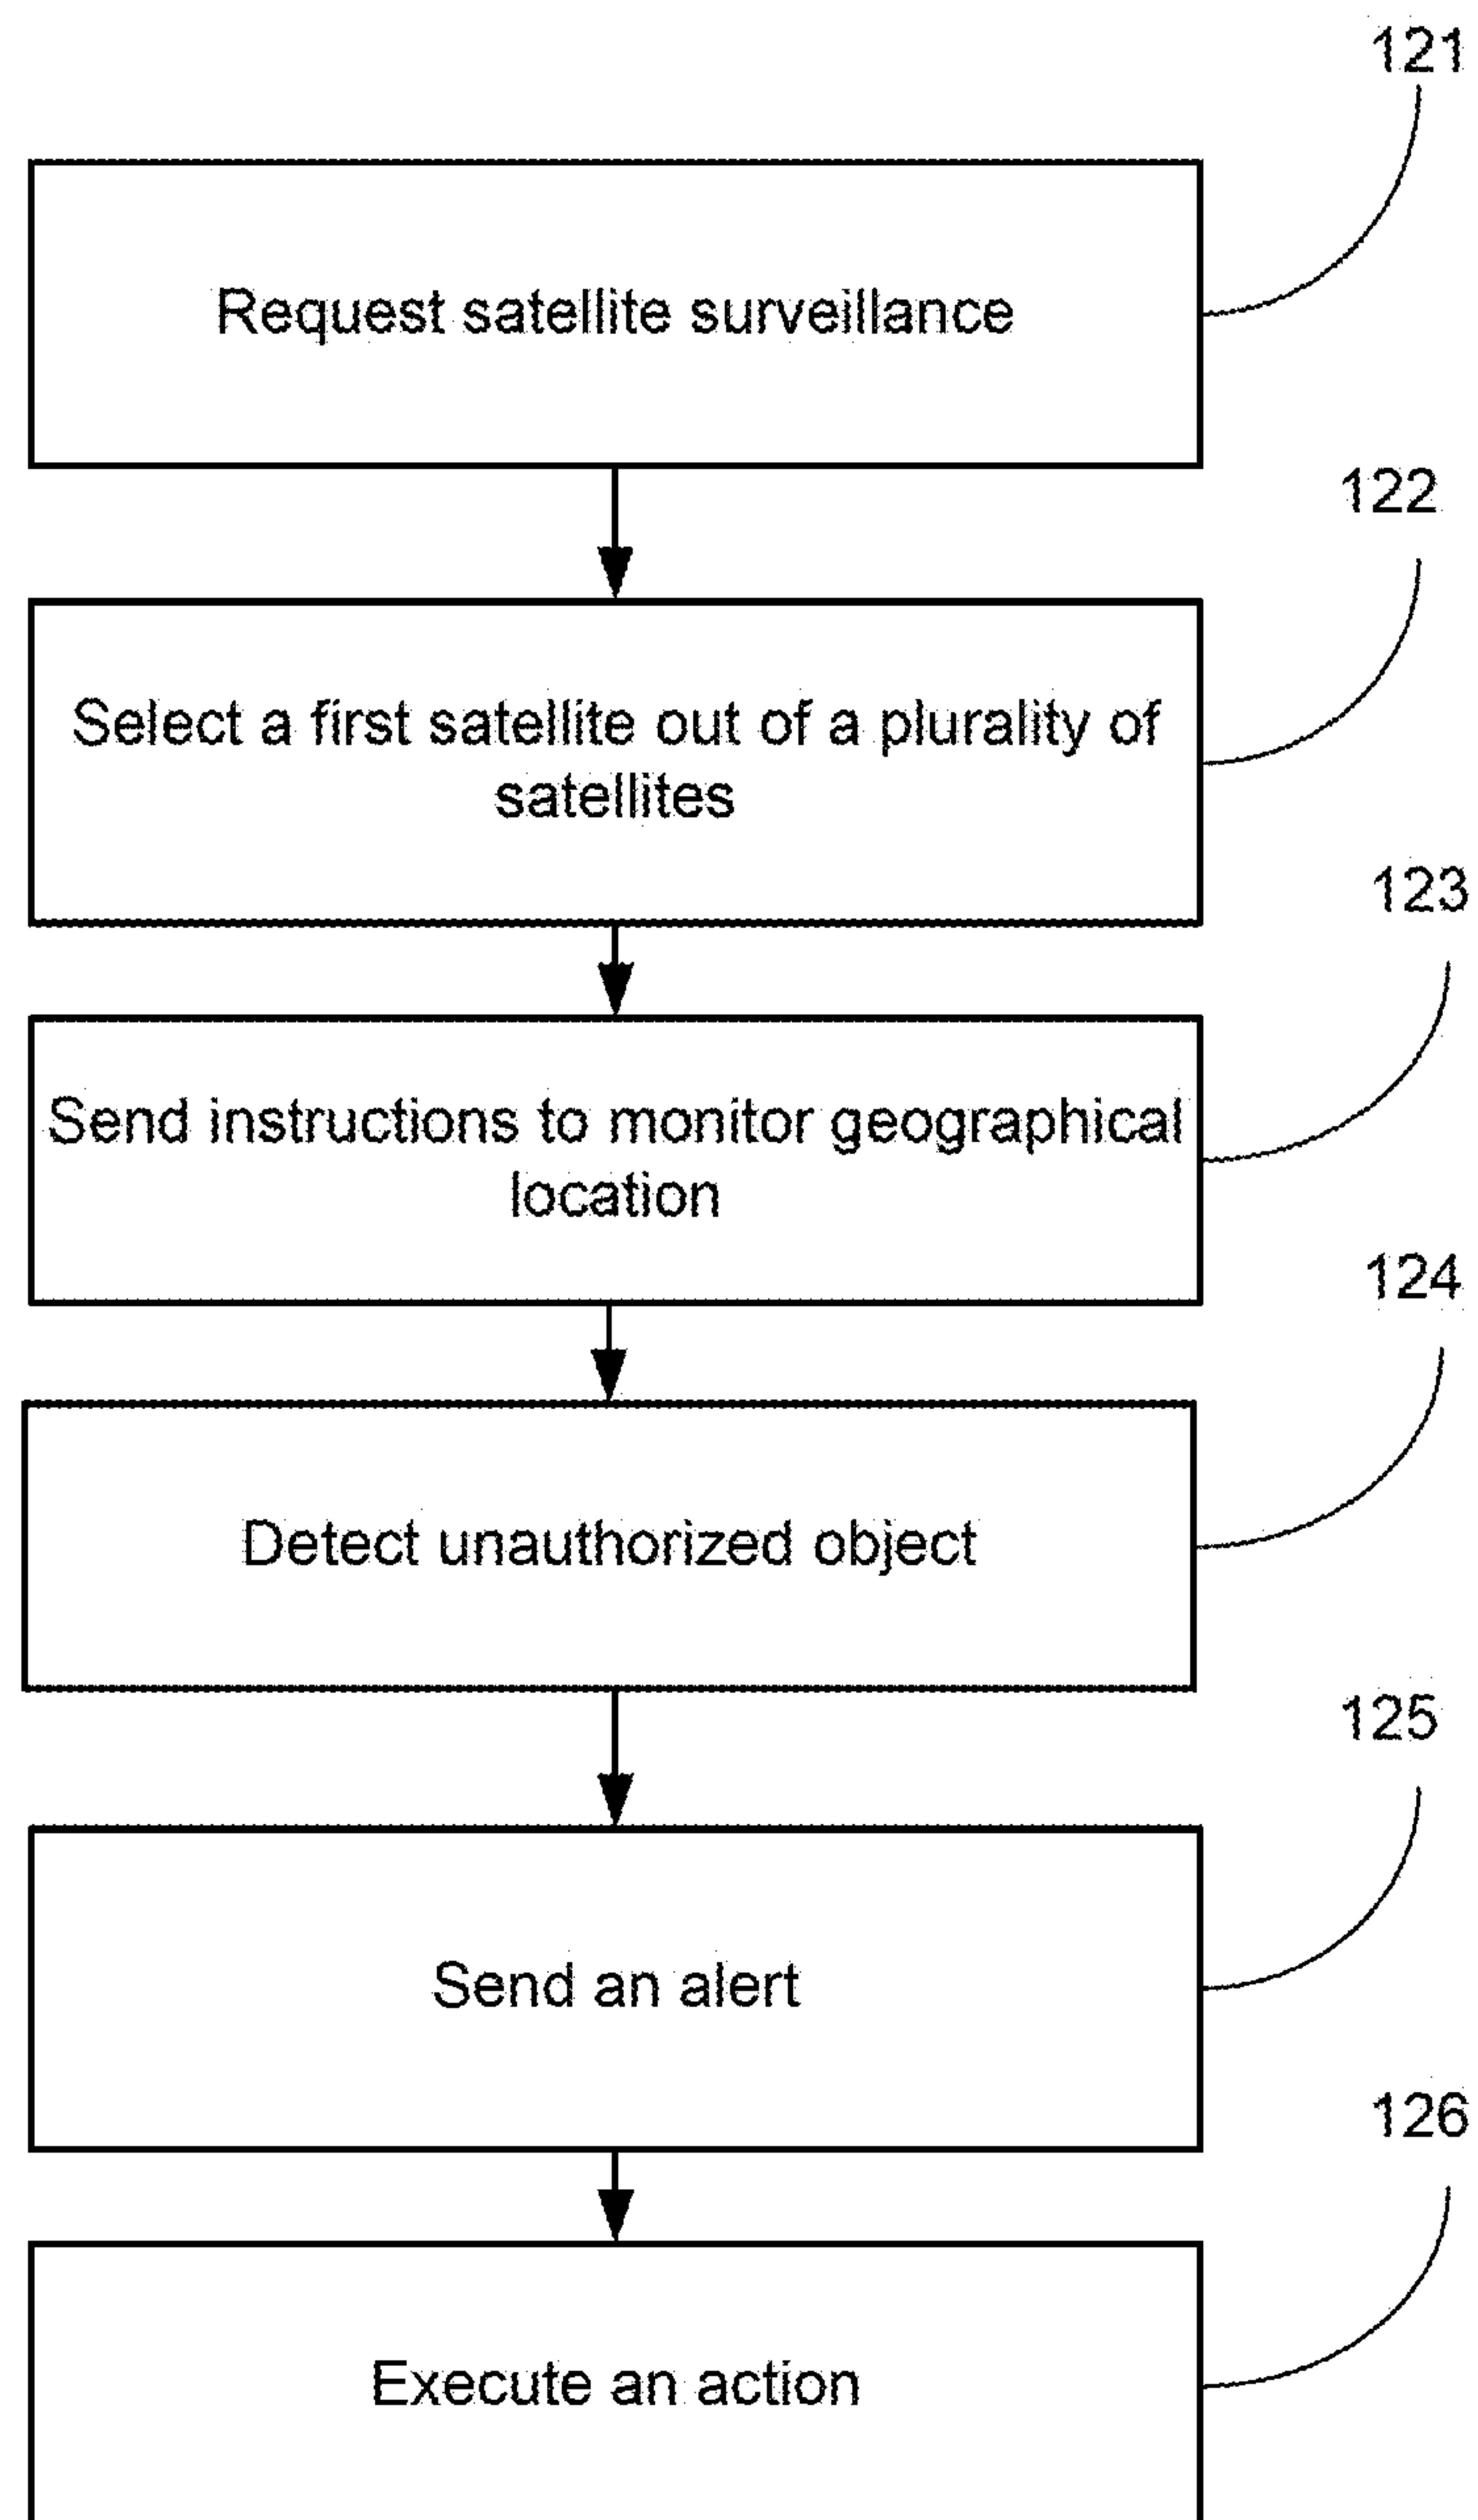 121
Request satellite surveillance
122
Select a first satellite out of a plurality of
satellites
123
Send instructions to monitor geographical
location
124
Detect unauthorized object
125
Send an alert
126
Execute an action